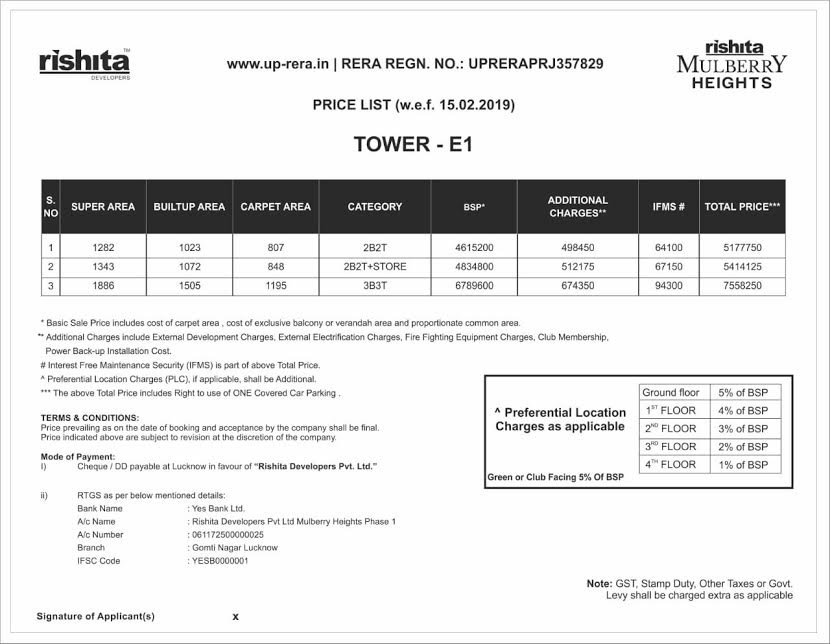 rishita™
DEVELOPERS
www.up-rera.in | RERA REGN. NO.: UPRERAPRJ357829
rishita
MULBERRY
HEIGHTS
PRICE LIST (w.e.f. 15.02.2019)
TOWER - E1
S. NO SUPER AREA BUILTUP AREA CARPET AREA CATEGORY BSP* ADDITIONAL CHARGES** IFMS # TOTAL PRICE***
1 1282 1023 807 2B2T 4615200 498450 64100 5177750
2 1343 1072 848 2B2T+STORE 4834800 512175 67150 5414125
3 1886 1505 1195 3B3T 6789600 674350 94300 7558250
* Basic Sale Price includes cost of carpet area , cost of exclusive balcony or verandah area and proportionate common area.
** Additional Charges include External Development Charges, External Electrification Charges, Fire Fighting Equipment Charges, Club Membership,
Power Back-up Installation Cost.
# Interest Free Maintenance Security (IFMS) is part of above Total Price.
^ Preferential Location Charges (PLC), if applicable, shall be Additional.
*** The above Total Price includes Right to use of ONE Covered Car Parking .
TERMS & CONDITIONS:
Price prevailing as on the date of booking and acceptance by the company shall be final.
Price indicated above are subject to revision at the discretion of the company.
Mode of Payment:
I) Cheque / DD payable at Lucknow in favour of "Rishita Developers Pvt. Ltd."
ii) RTGS as per below mentioned details:
Bank Name : Yes Bank Ltd.
A/c Name : Rishita Developers Pvt Ltd Mulberry Heights Phase 1
A/c Number : 061172500000025
Branch : Gomti Nagar Lucknow
IFSC Code : YESB0000001
^ Preferential Location
Charges as applicable
Green or Club Facing 5% Of BSP
Ground floor 5% of BSP
1ST FLOOR 4% of BSP
2ND FLOOR 3% of BSP
3RD FLOOR 2% of BSP
4TH FLOOR 1% of BSP
Note: GST, Stamp Duty, Other Taxes or Govt.
Levy shall be charged extra as applicable
Signature of Applicant(s) x